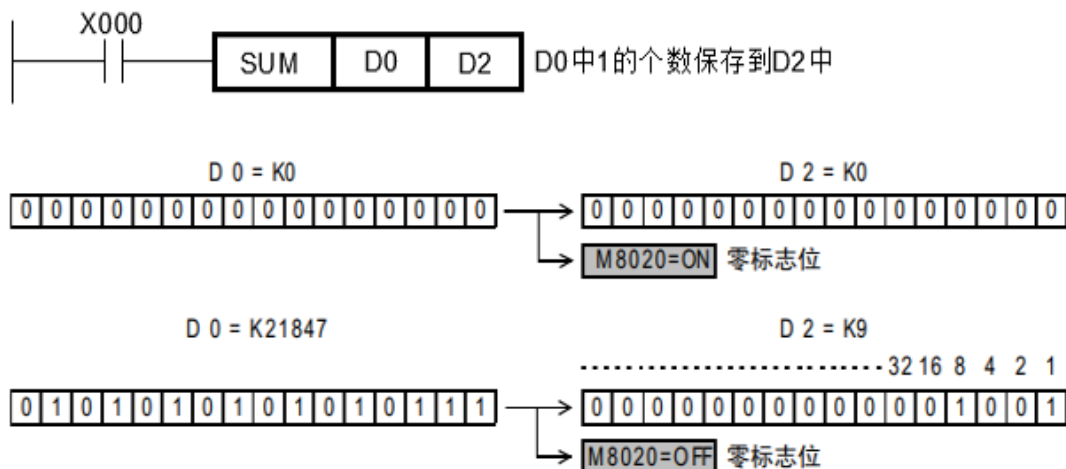 X000
SUM D0 D2 D0中1的个数保存到D2中
D 0 = K0 D 2 = K0
0 0 0 0 0 0 0 0 0 0 0 0 0 0 0 0 0 0 0 0 0 0 0 0 0 0 0 0 0 0 0 0
M8020=ON 零标志位
D 0 = K21847 D 2 = K9
32 16 8 4 2 1
0 1 0 1 0 1 0 1 0 1 0 1 0 1 1 1 0 0 0 0 0 0 0 0 0 0 0 0 1 0 0 1
M8020=OFF 零标志位